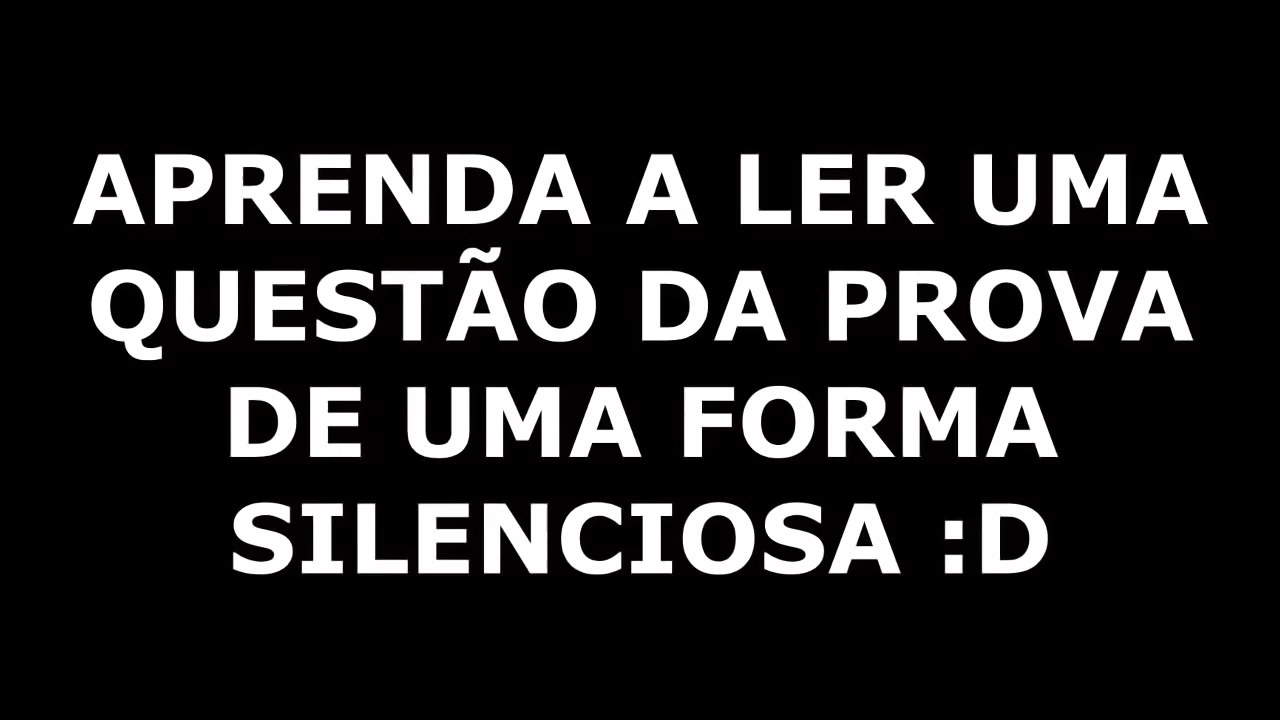 APRENDA A LER UMA
QUESTÃO DA PROVA
DE UMA FORMA
SILENCIOSA :D